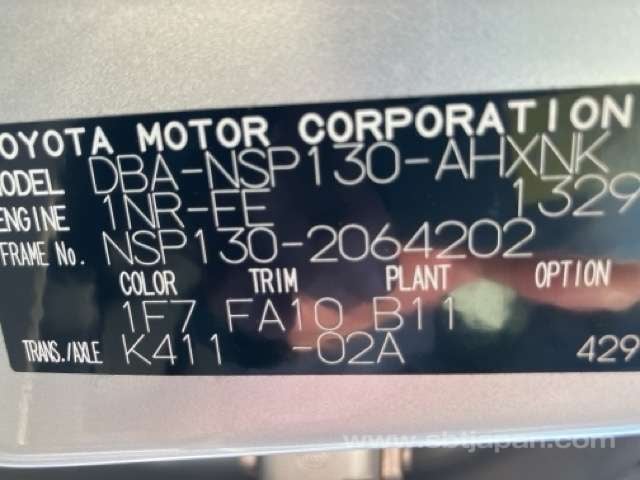 OYOTA MOTOR CORPORATION
MODEL DBA-NSP130-AHXNK
ENGINE 1NR-FE 1329
FRAME No. NSP130-2064202
COLOR TRIM PLANT OPTION
1F7 FA10 B11
TRANS./AXLE K411 -02A 429
www.sbtjapan.com